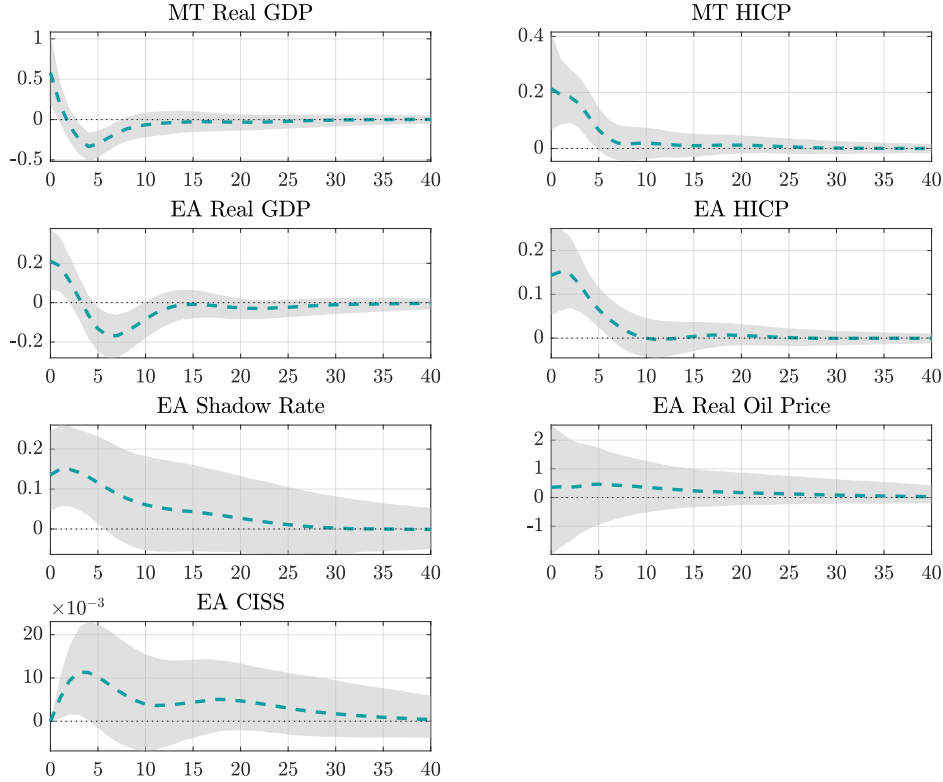 MT Real GDP
1
0.5
0
-0.5
0 5 10 15 20 25 30 35 40
MT HICP
0.4
0.2
0
0 5 10 15 20 25 30 35 40
EA Real GDP
0.2
0
-0.2
0 5 10 15 20 25 30 35 40
EA HICP
0.2
0.1
0
0 5 10 15 20 25 30 35 40
EA Shadow Rate
0.2
0.1
0
0 5 10 15 20 25 30 35 40
EA Real Oil Price
2
1
0
-1
0 5 10 15 20 25 30 35 40
×10⁻³
EA CISS
20
10
0
0 5 10 15 20 25 30 35 40